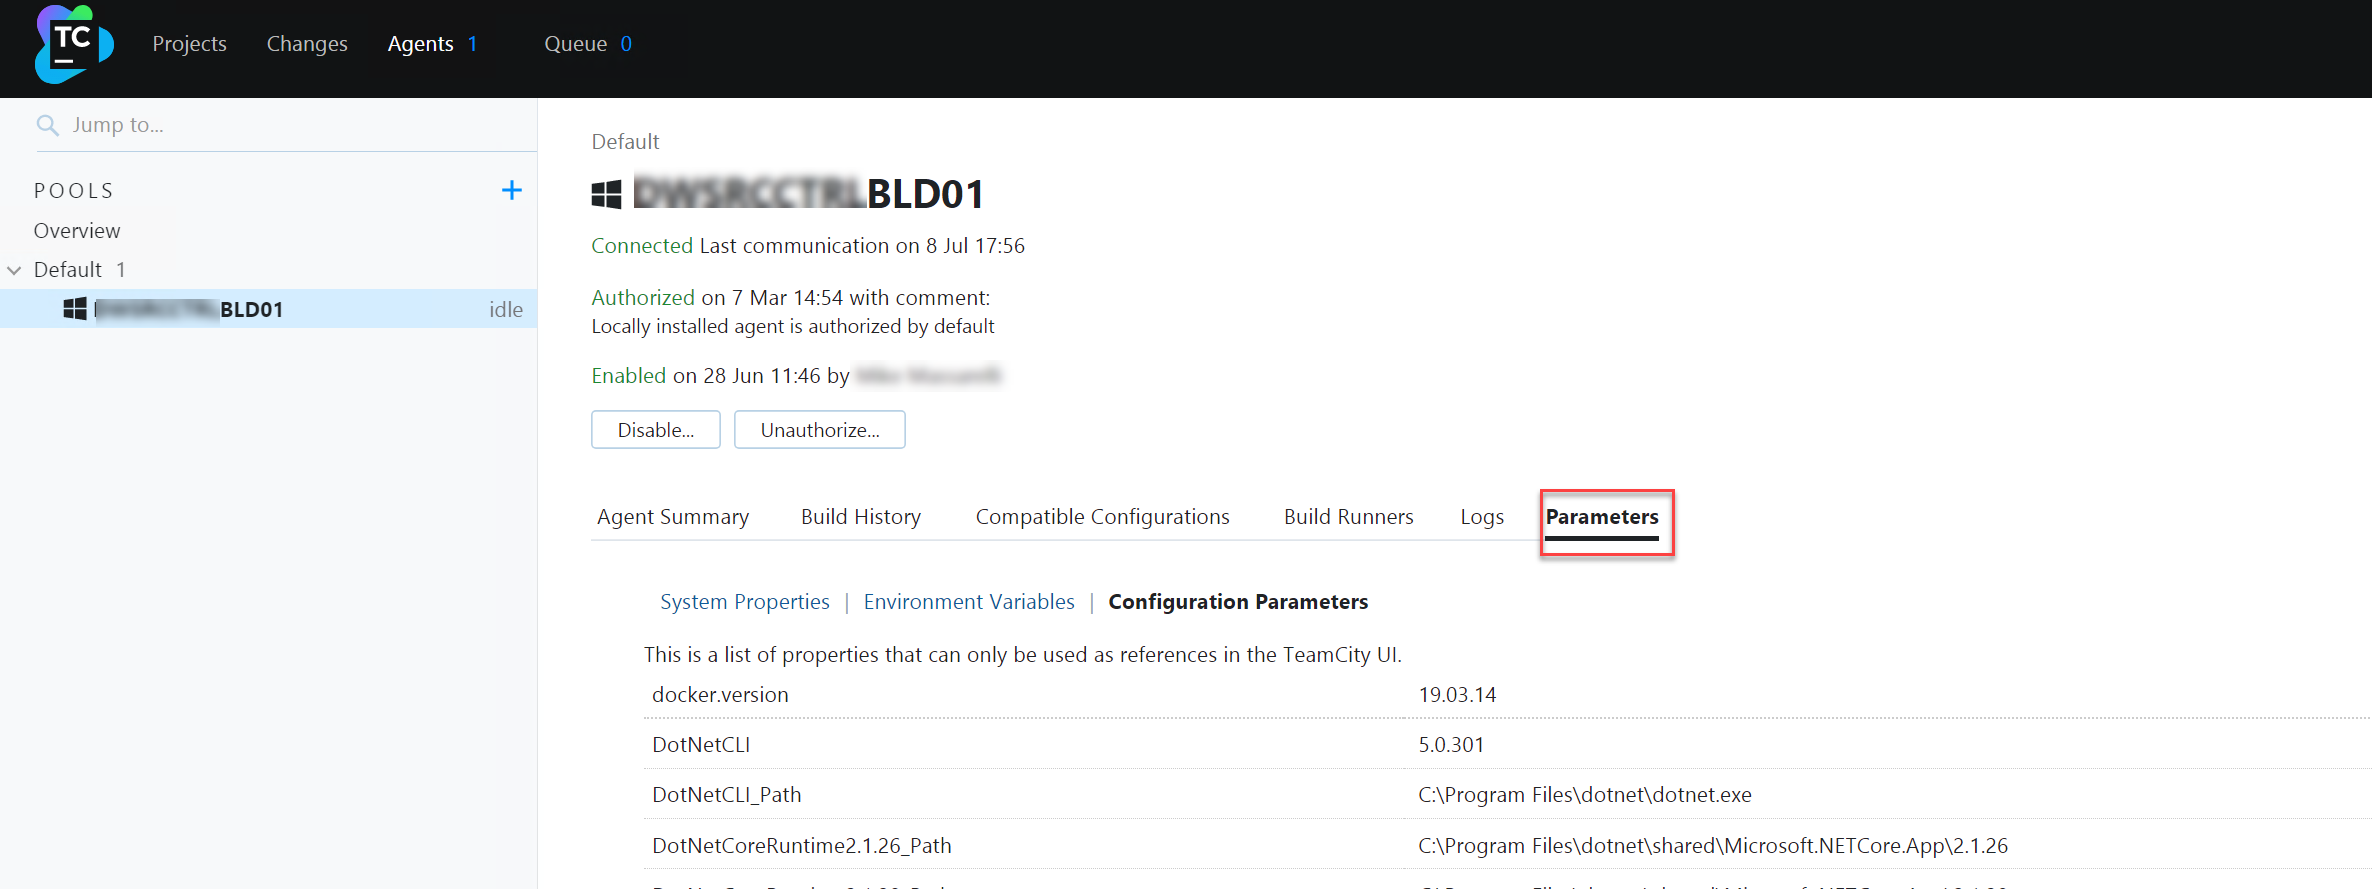 TC
Projects Changes Agents 1 Queue 0
Jump to...
POOLS
Overview
Default 1
BLD01 idle
Default
BLD01
Connected Last communication on 8 Jul 17:56
Authorized on 7 Mar 14:54 with comment:
Locally installed agent is authorized by default
Enabled on 28 Jun 11:46 by
Disable... Unauthorize...
Agent Summary Build History Compatible Configurations Build Runners Logs Parameters
System Properties | Environment Variables | Configuration Parameters
This is a list of properties that can only be used as references in the TeamCity UI.
docker.version 19.03.14
DotNetCLI 5.0.301
DotNetCLI_Path C:\Program Files\dotnet\dotnet.exe
DotNetCoreRuntime2.1.26_Path C:\Program Files\dotnet\shared\Microsoft.NETCore.App\2.1.26